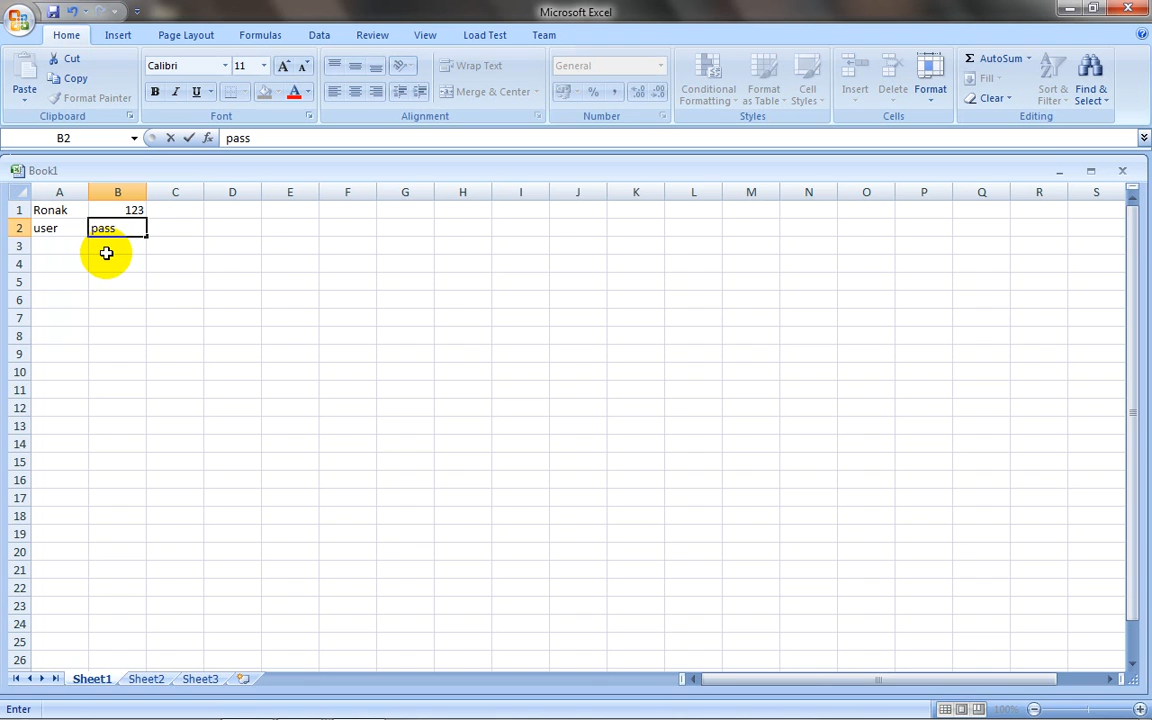 Microsoft Excel
Home Insert Page Layout Formulas Data Review View Load Test Team
Paste
Cut
Copy
Format Painter
Clipboard
Calibri 11
B I U
Font
Wrap Text
Merge & Center
Alignment
General
% ,
Number
Conditional Formatting
Format as Table
Cell Styles
Styles
Insert Delete Format
Cells
Σ AutoSum
Fill
Clear
Sort & Filter
Find & Select
Editing
B2 fx pass
Book1
A B C D E F G H I J K L M N O P Q R S
1 Ronak 123
2 user pass
3
4
5
6
7
8
9
10
11
12
13
14
15
16
17
18
19
20
21
22
23
24
25
26
Sheet1 Sheet2 Sheet3
Enter 100%